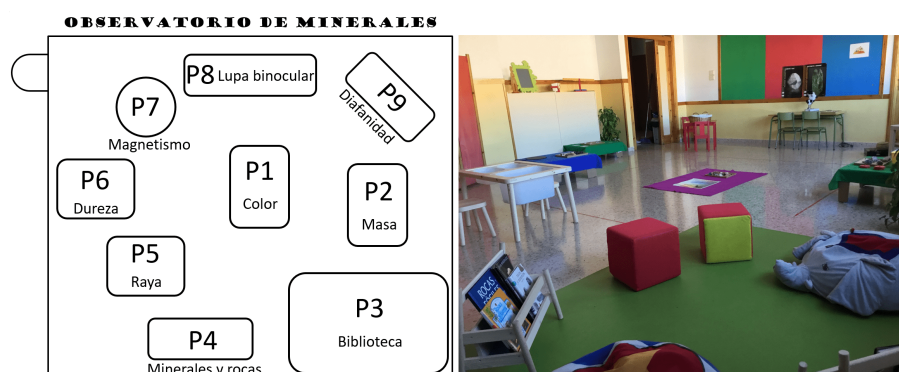 OBSERVATORIO DE MINERALES
P8 Lupa binocular
P9
Diafanidad
P7
Magnetismo
P1
Color
P2
Masa
P6
Dureza
P5
Raya
P3
Biblioteca
P4
Minerales y rocas
ROCAS